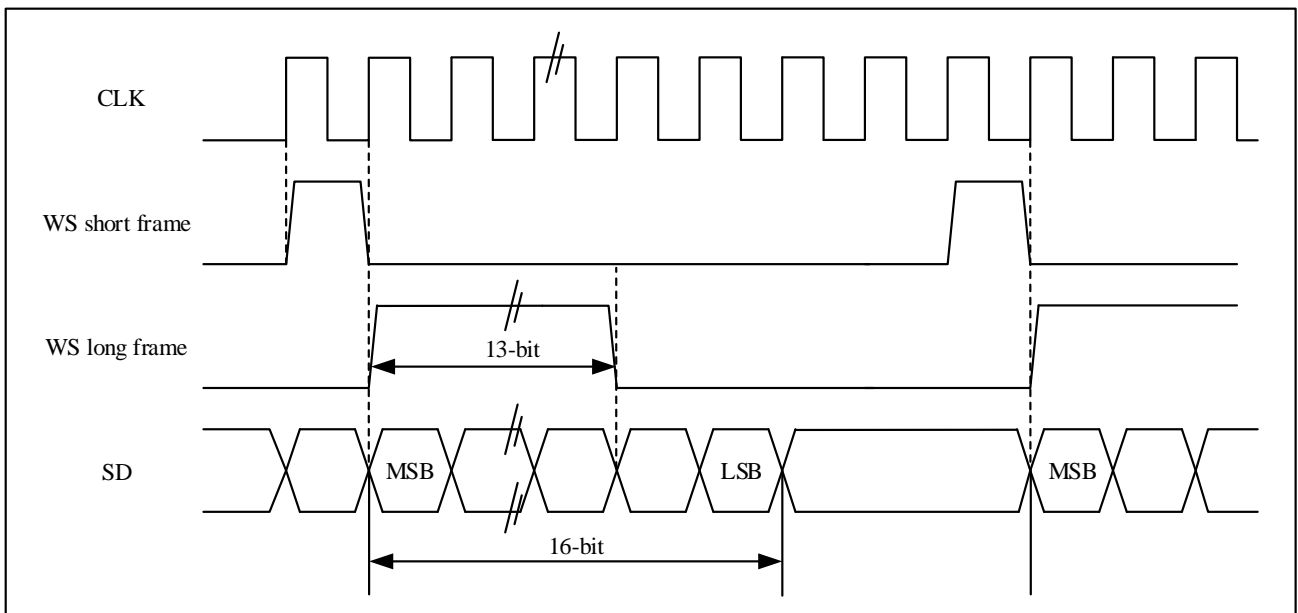 CLK
WS short frame
WS long frame
13-bit
SD
MSB
LSB
MSB
16-bit